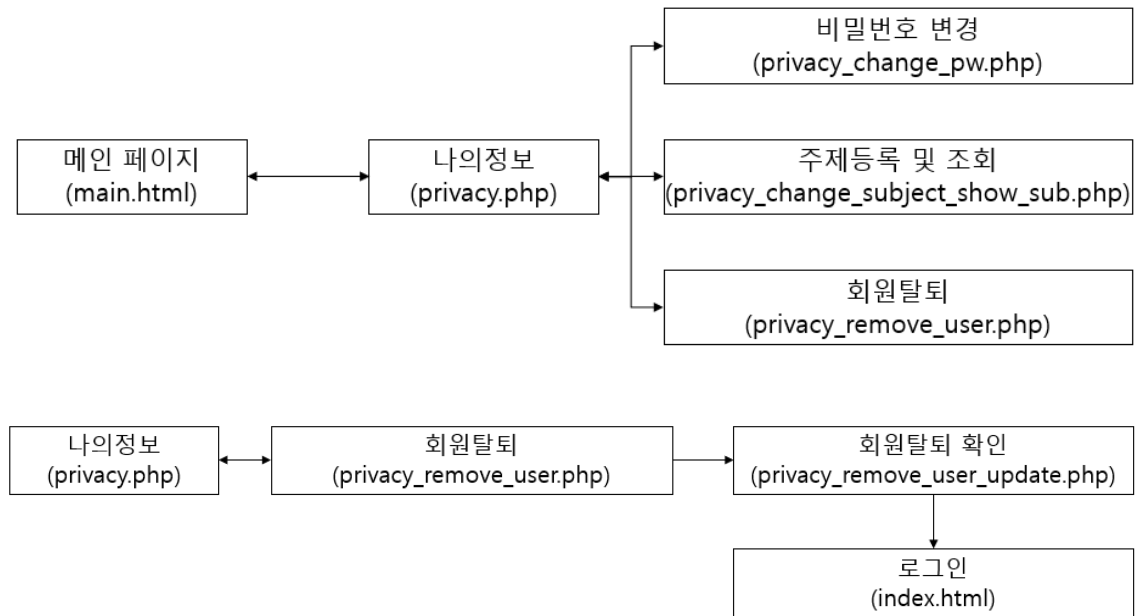 비밀번호 변경
(privacy_change_pw.php)
메인 페이지
(main.html)
나의정보
(privacy.php)
주제등록 및 조회
(privacy_change_subject_show_sub.php)
회원탈퇴
(privacy_remove_user.php)
나의정보
(privacy.php)
회원탈퇴
(privacy_remove_user.php)
회원탈퇴 확인
(privacy_remove_user_update.php)
로그인
(index.html)